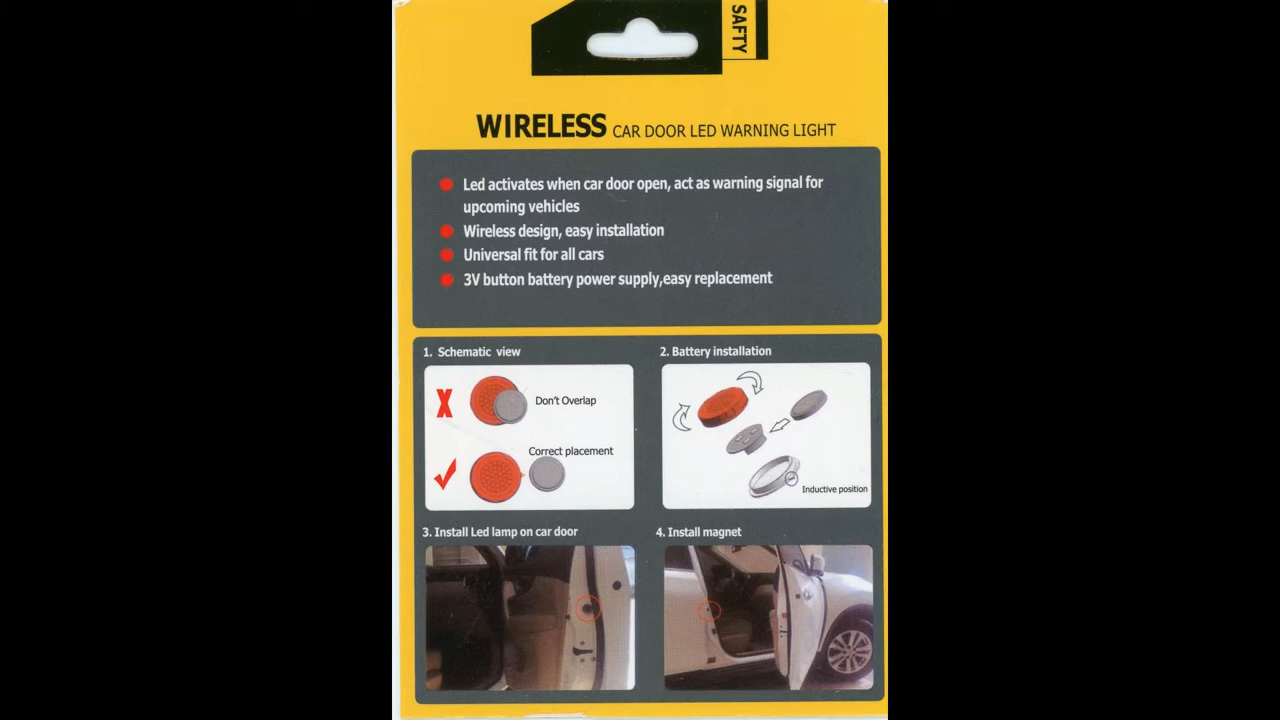 SAFTY
WIRELESS CAR DOOR LED WARNING LIGHT
Led activates when car door open, act as warning signal for
upcoming vehicles
Wireless design, easy installation
Universal fit for all cars
3V button battery power supply,easy replacement
1. Schematic view
X Don't Overlap
Correct placement
2. Battery installation
Inductive position
3. Install Led lamp on car door
4. Install magnet